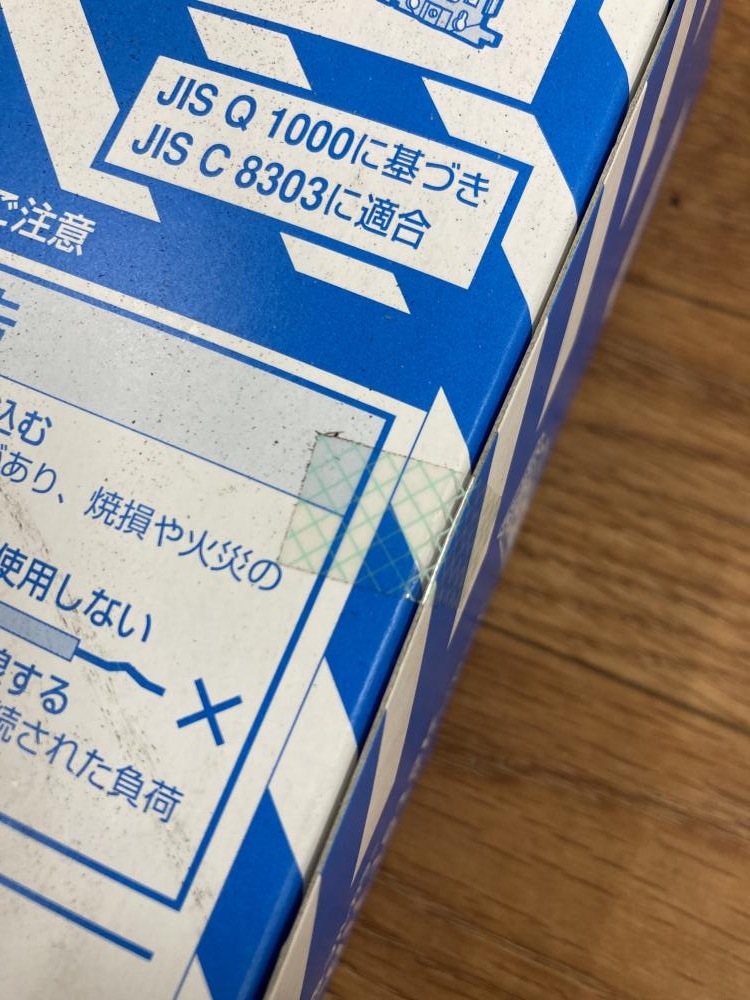 JIS Q 1000に基づき
JIS C 8303に適合
ご注意
込む
があり、焼損や火災の
使用しない
する
続された負荷